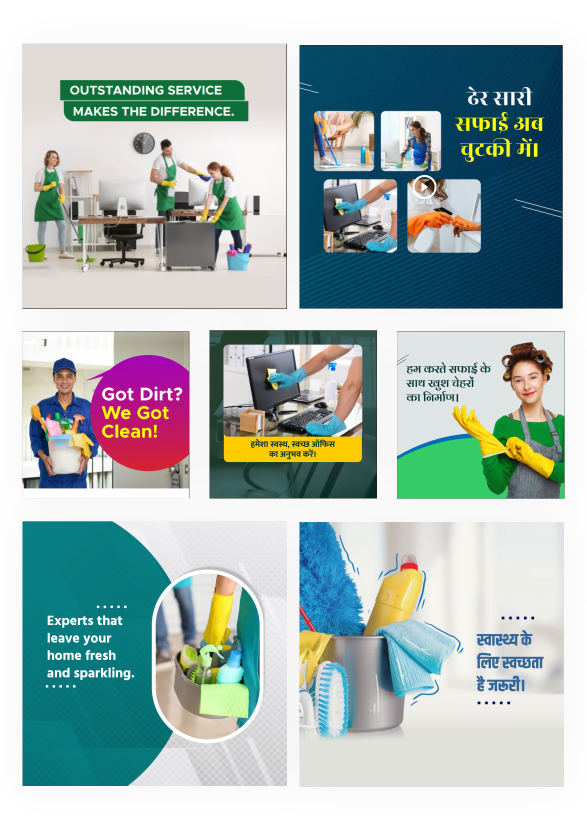 OUTSTANDING SERVICE
MAKES THE DIFFERENCE.
ढेर सारी
सफाई अब
चुटकी में।
Got Dirt?
We Got
Clean!
हमेशा स्वस्थ, स्वच्छ ऑफिस
का अनुभव करें।
हम करते सफाई के
साथ खुश चेहरों
का निर्माण।
Experts that
leave your
home fresh
and sparkling.
स्वास्थ्य के
लिए स्वच्छता
है जरूरी।